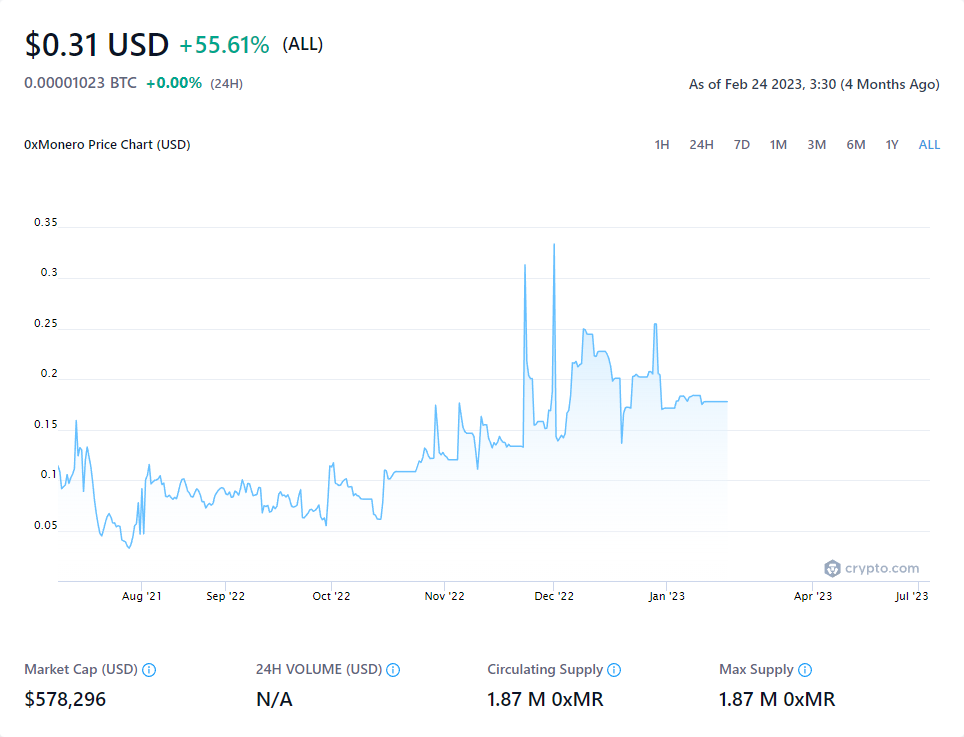 $0.31 USD +55.61% (ALL)
0.00001023 BTC +0.00% (24H)
As of Feb 24 2023, 3:30 (4 Months Ago)
0xMonero Price Chart (USD)
1H 24H 7D 1M 3M 6M 1Y ALL
0.35
0.3
0.25
0.2
0.15
0.1
0.05
crypto.com
Aug '21 Sep '22 Oct '22 Nov '22 Dec '22 Jan '23 Apr '23 Jul '23
Market Cap (USD) 24H VOLUME (USD) Circulating Supply Max Supply
$578,296 N/A 1.87 M 0xMR 1.87 M 0xMR